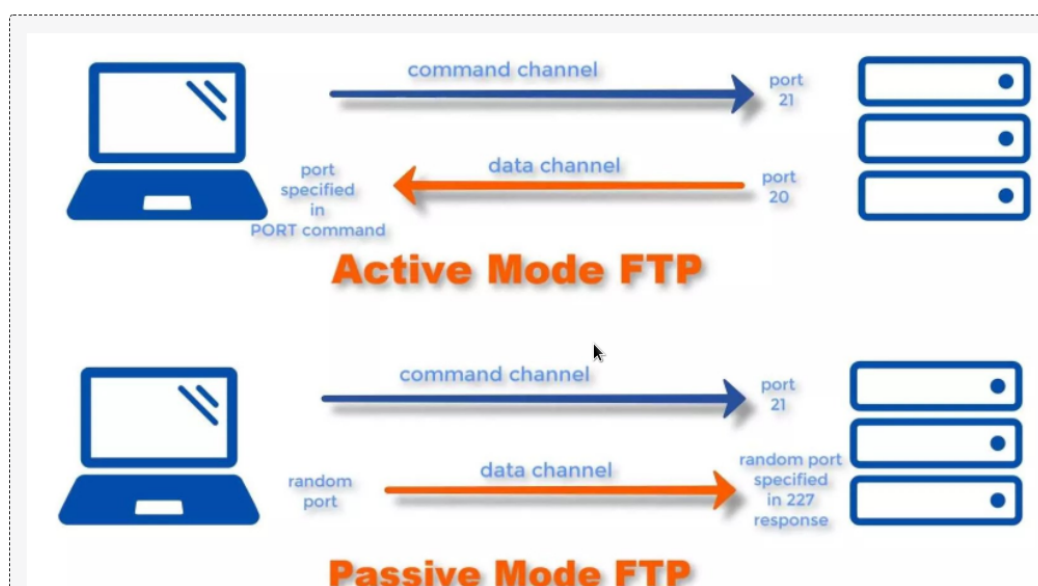 command channel
port
21
data channel
port
specified
in
PORT command
port
20
Active Mode FTP
command channel
port
21
data channel
random
port
random port
specified
in 227
response
Passive Mode FTP